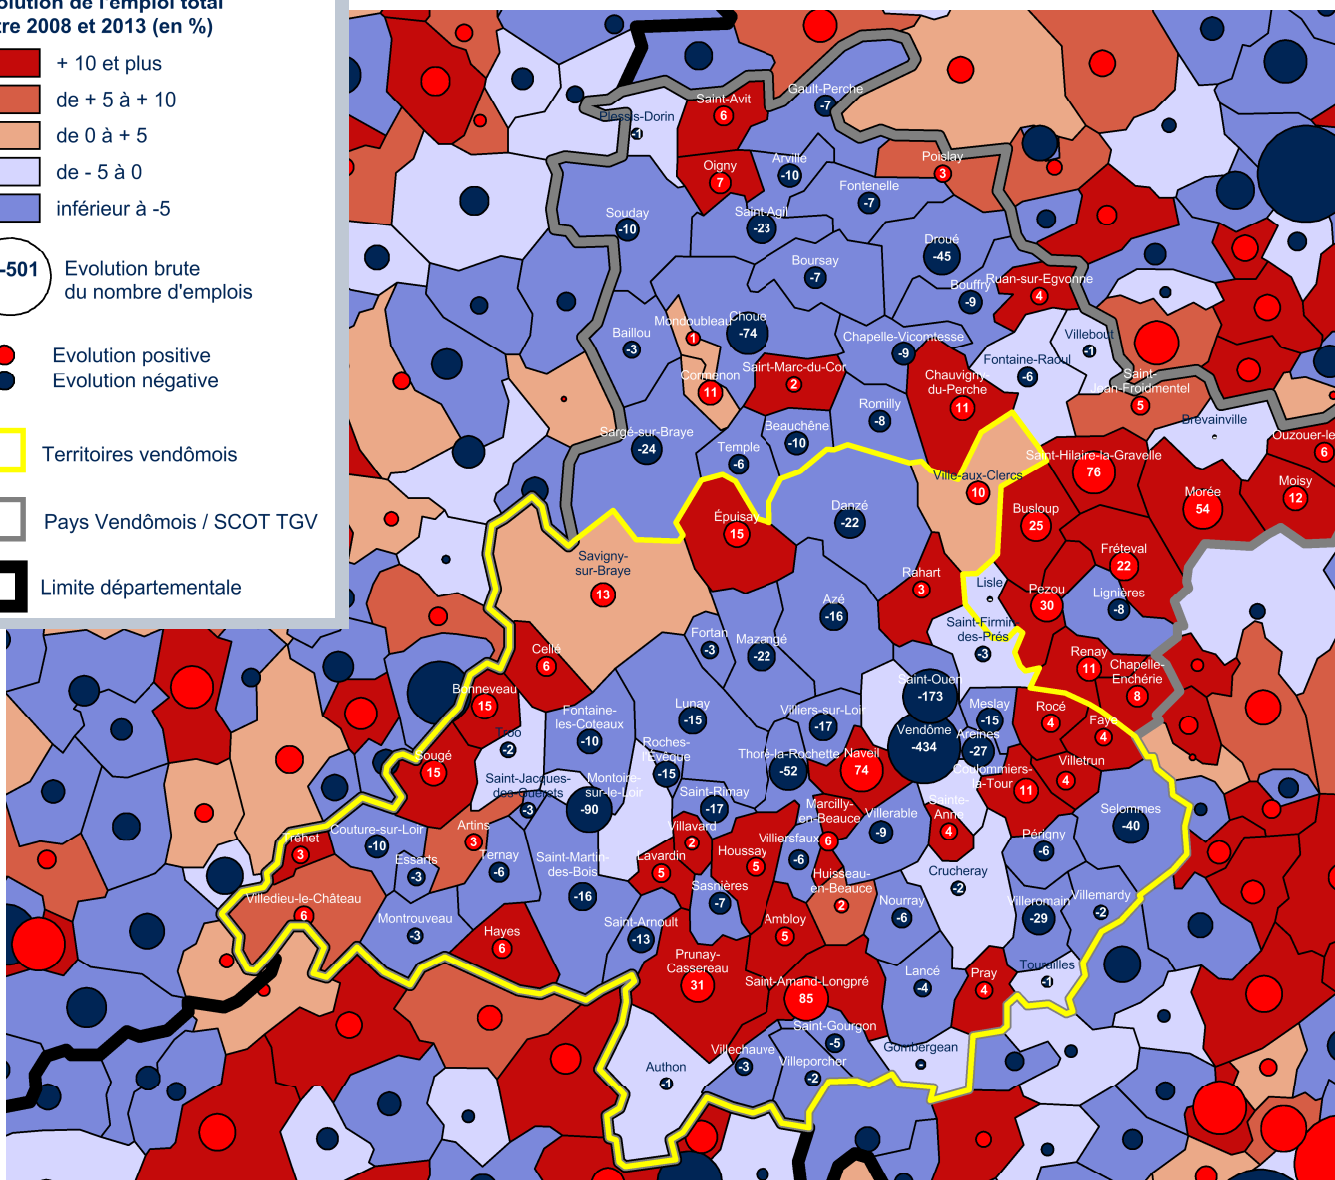 olution de l'emploi total
tre 2008 et 2013 (en %)
+ 10 et plus
de + 5 à + 10
de 0 à + 5
de - 5 à 0
inférieur à -5
-501
Evolution brute
du nombre d'emplois
Evolution positive
Evolution négative
Territoires vendômois
Pays Vendômois / SCOT TGV
Limite départementale
Saint-Avit
6
Gault-Perche
-7
Plessis-Dorin
-1
Oigny
7
Arville
-10
Poislay
3
Fontenelle
-7
Souday
-10
Saint-Agil
-23
Droué
-45
Boursay
-7
Bouffry
-9
Ruan-sur-Egvonne
4
Baillou
-3
Mondoubleau
1
Choue
-74
Chapelle-Vicomtesse
-9
Villebout
-1
Fontaine-Raoul
-6
Cormenon
11
Saint-Marc-du-Cor
2
Chauvigny-
du-Perche
11
Saint-
Jean-Froidmentel
5
Romilly
-8
Brévainville
Sargé-sur-Braye
-24
Beauchêne
-10
Temple
-6
Ouzouer-le
6
Saint-Hilaire-la-Gravelle
76
Ville-aux-Clercs
10
Morée
54
Moisy
12
Épuisay
15
Danzé
-22
Busloup
25
Fréteval
22
Savigny-
sur-Braye
13
Rahart
3
Lisle
Pezou
30
Lignières
-8
Azé
-16
Saint-Firmin-
des-Prés
-3
Fortan
-3
Mazangé
-22
Cellé
6
Renay
11
Chapelle-
Enchérie
8
Bonneveau
15
Saint-Ouen
-173
Lunay
-15
Villiers-sur-Loir
-17
Meslay
-15
Rocé
4
Faye
4
Fontaine-
les-Coteaux
-10
Troo
-2
Vendôme
-434
Areines
-27
Roches-
l'Evêque
-15
Thoré-la-Rochette
-52
Naveil
74
Sougé
15
Coulommiers-
la-Tour
11
Villetrun
4
Saint-Jacques-
des-Guérets
-3
Montoire-
sur-le-Loir
-90
Saint-Rimay
-17
Marcilly-
en-Beauce
6
Villerable
-9
Sainte-
Anne
4
Selommes
-40
Tréhet
3
Couture-sur-Loir
-10
Artins
3
Villavard
2
Villiersfaux
-6
Périgny
-6
Essarts
-3
Ternay
-6
Saint-Martin-
des-Bois
-16
Lavardin
5
Houssay
5
Huisseau-
en-Beauce
2
Crucheray
-2
Sasnières
-7
Villedieu-le-Château
6
Montrouveau
-3
Nourray
-6
Villeromain
-29
Villemardy
-2
Hayes
6
Saint-Arnoult
-13
Ambloy
5
Prunay-
Cassereau
31
Saint-Amand-Longpré
85
Lancé
-4
Pray
4
Tourailles
-1
Saint-Gourgon
-5
Villechauve
-3
Villeporcher
-2
Gombergean
Authon
-1